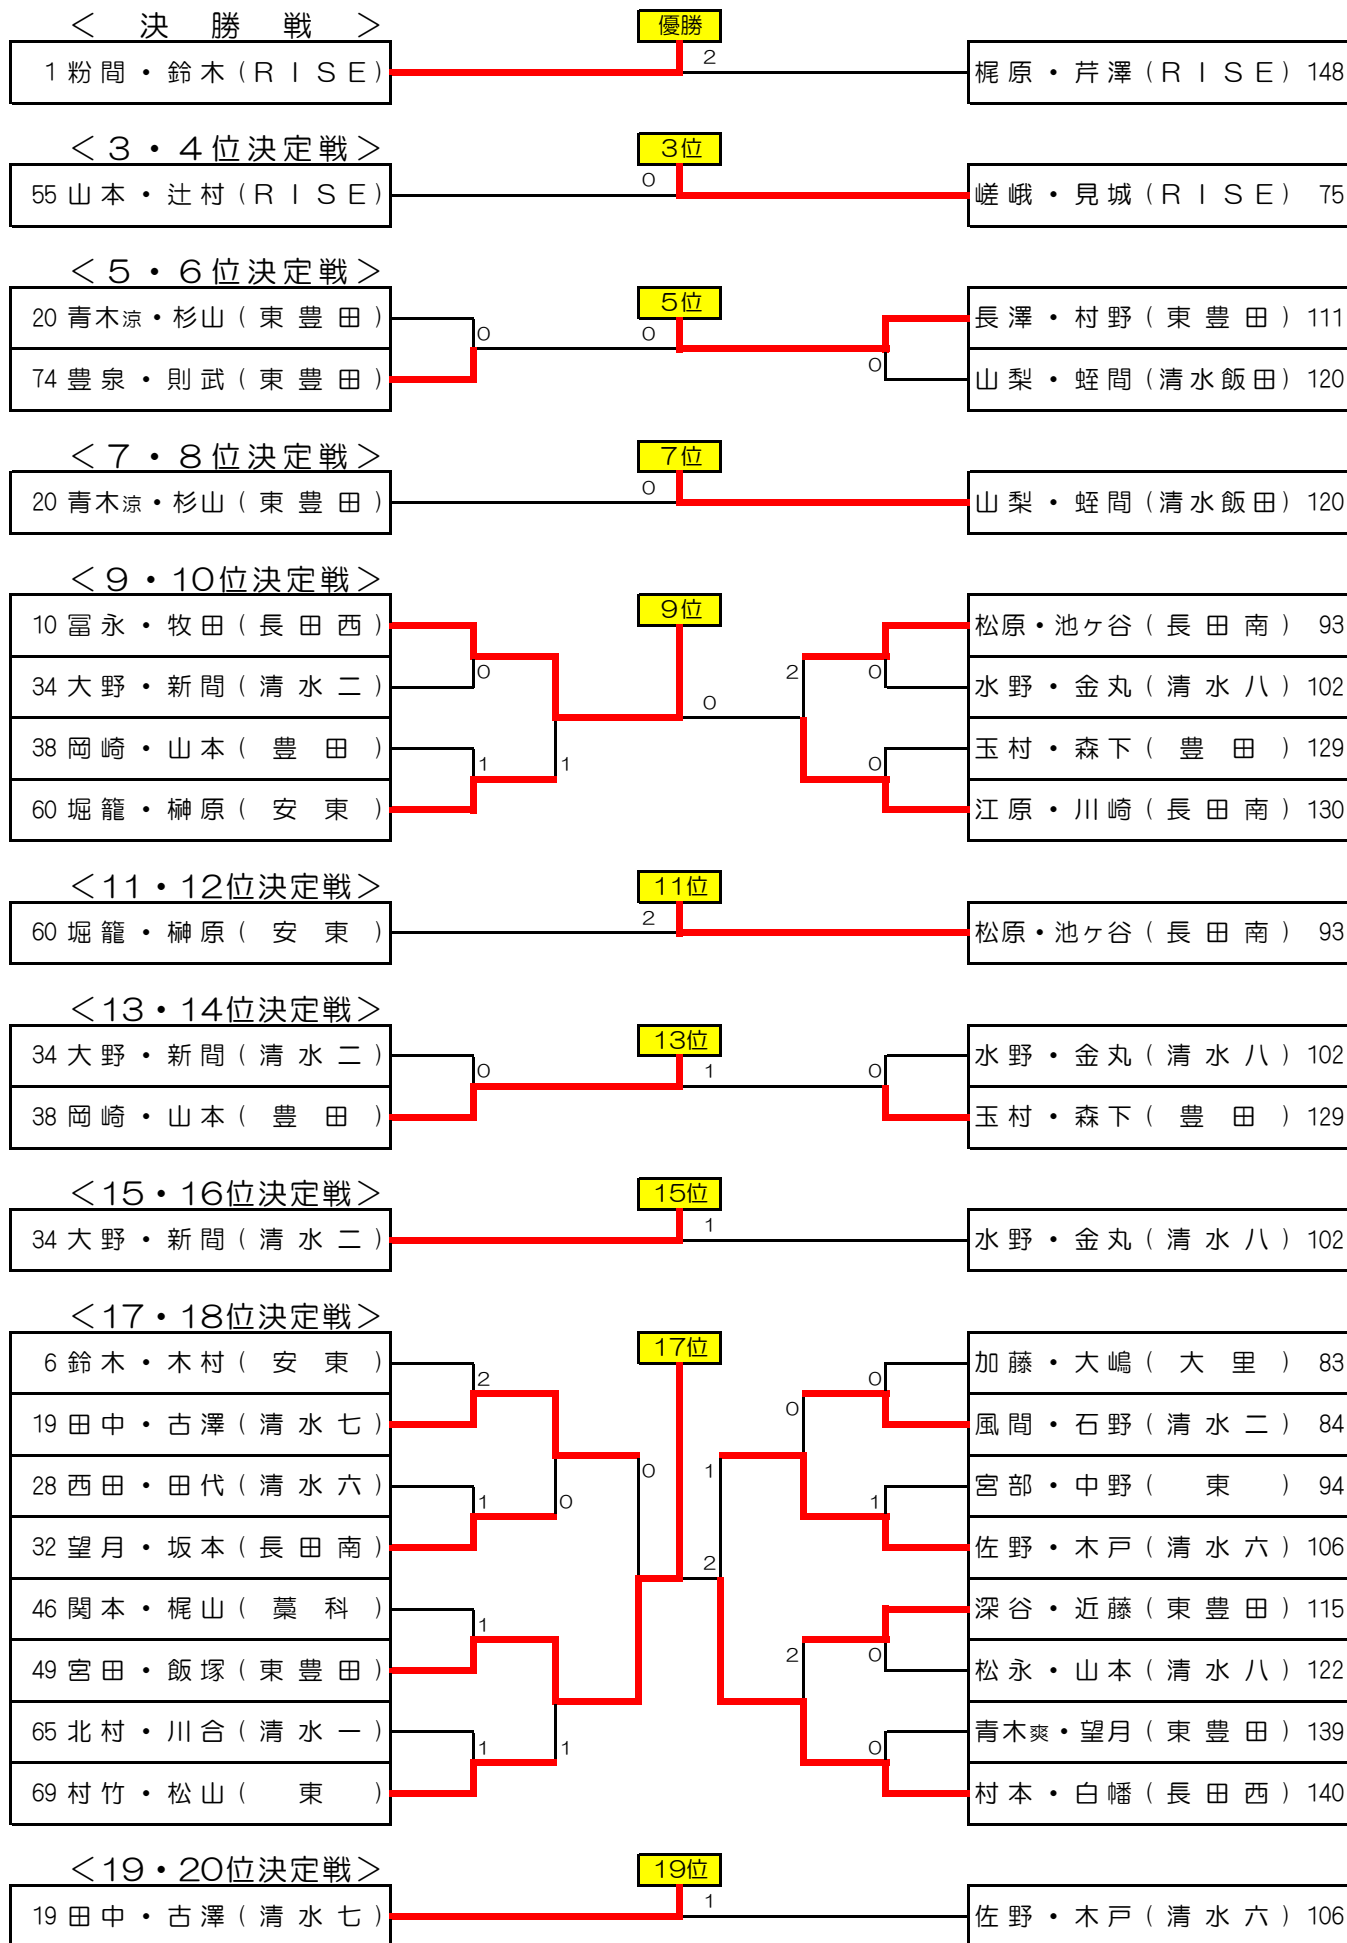 ＜決勝戦＞ 優勝
1 粉間・鈴木(ＲＩＳＥ) 2 梶原・芹澤(ＲＩＳＥ) 148
＜３・４位決定戦＞ 3位
55 山本・辻村(ＲＩＳＥ) 0 嵯峨・見城(ＲＩＳＥ) 75
＜５・６位決定戦＞ 5位
20 青木涼・杉山(東豊田) 長澤・村野(東豊田) 111
0 0 0
74 豊泉・則武(東豊田) 山梨・蛭間(清水飯田) 120
＜７・８位決定戦＞ 7位
20 青木涼・杉山(東豊田) 0 山梨・蛭間(清水飯田) 120
＜９・10位決定戦＞ 9位
10 冨永・牧田(長田西) 松原・池ヶ谷(長田南) 93
0 2 0
34 大野・新間(清水二) 水野・金丸(清水八) 102
0
38 岡崎・山本(豊田) 玉村・森下(豊田) 129
1 1 0
60 堀籠・榊原(安東) 江原・川崎(長田南) 130
＜11・12位決定戦＞ 11位
60 堀籠・榊原(安東) 2 松原・池ヶ谷(長田南) 93
＜13・14位決定戦＞ 13位
34 大野・新間(清水二) 水野・金丸(清水八) 102
0 1 0
38 岡崎・山本(豊田) 玉村・森下(豊田) 129
＜15・16位決定戦＞ 15位
34 大野・新間(清水二) 1 水野・金丸(清水八) 102
＜17・18位決定戦＞ 17位
6 鈴木・木村(安東) 加藤・大嶋(大里) 83
2 0 0
19 田中・古澤(清水七) 風間・石野(清水二) 84
0 1
28 西田・田代(清水六) 宮部・中野(東) 94
1 0 1
32 望月・坂本(長田南) 佐野・木戸(清水六) 106
2
46 関本・梶山(藁科) 深谷・近藤(東豊田) 115
1 2 0
49 宮田・飯塚(東豊田) 松永・山本(清水八) 122
65 北村・川合(清水一) 青木爽・望月(東豊田) 139
1 1 0
69 村竹・松山(東) 村本・白幡(長田西) 140
＜19・20位決定戦＞ 19位
19 田中・古澤(清水七) 1 佐野・木戸(清水六) 106